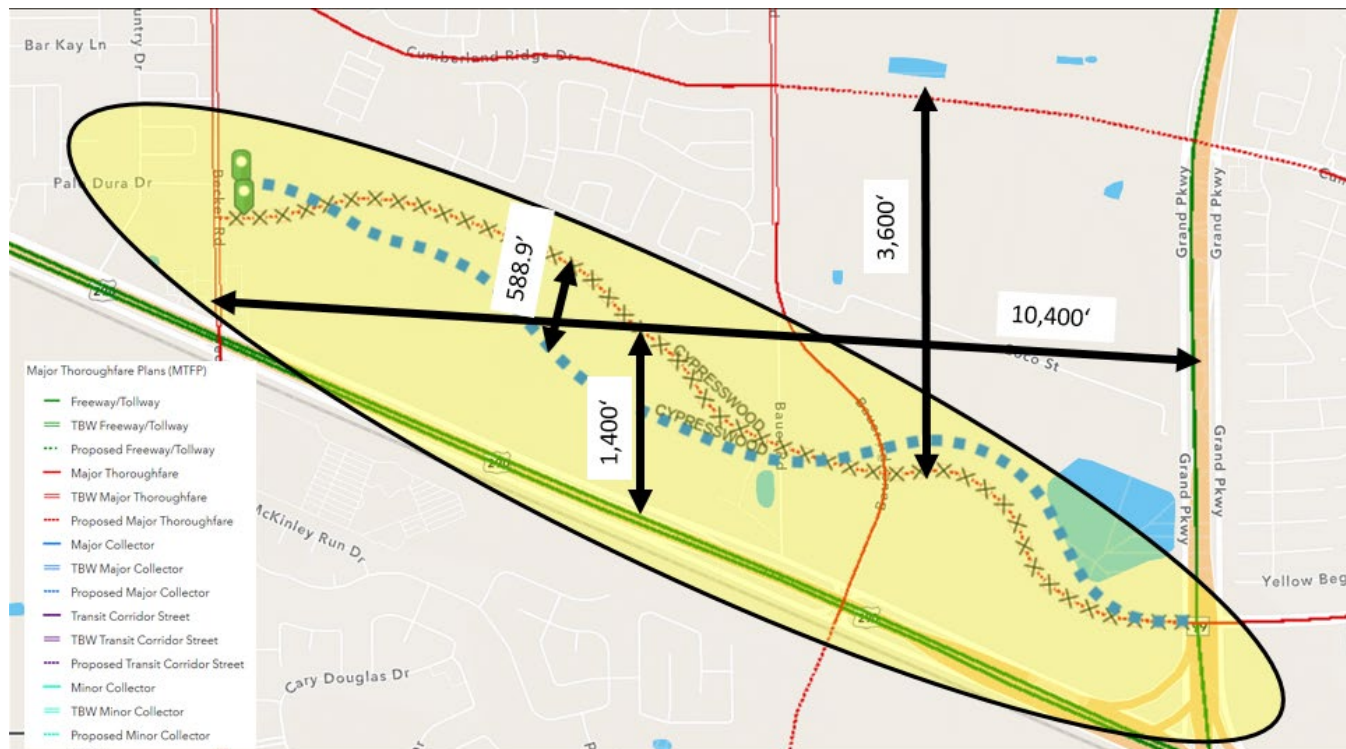 Bar Kay Ln
Cumberland Ridge Dr
Palo Dura Dr
Becker Rd
290
588.9‘
3,600‘
10,400‘
1,400‘
CYPRESSWOOD
CYPRESSWOOD
Grand Pkwy
Grand Pkwy
Grand Pkwy
Grand Pkwy
290
McKinley Run Dr
290
99
Cary Douglas Dr
Major Thoroughfare Plans (MTFP)
Freeway/Tollway
TBW Freeway/Tollway
Proposed Freeway/Tollway
Major Thoroughfare
TBW Major Thoroughfare
Proposed Major Thoroughfare
Major Collector
TBW Major Collector
Proposed Major Collector
Transit Corridor Street
TBW Transit Corridor Street
Proposed Transit Corridor Street
Minor Collector
TBW Minor Collector
Proposed Minor Collector